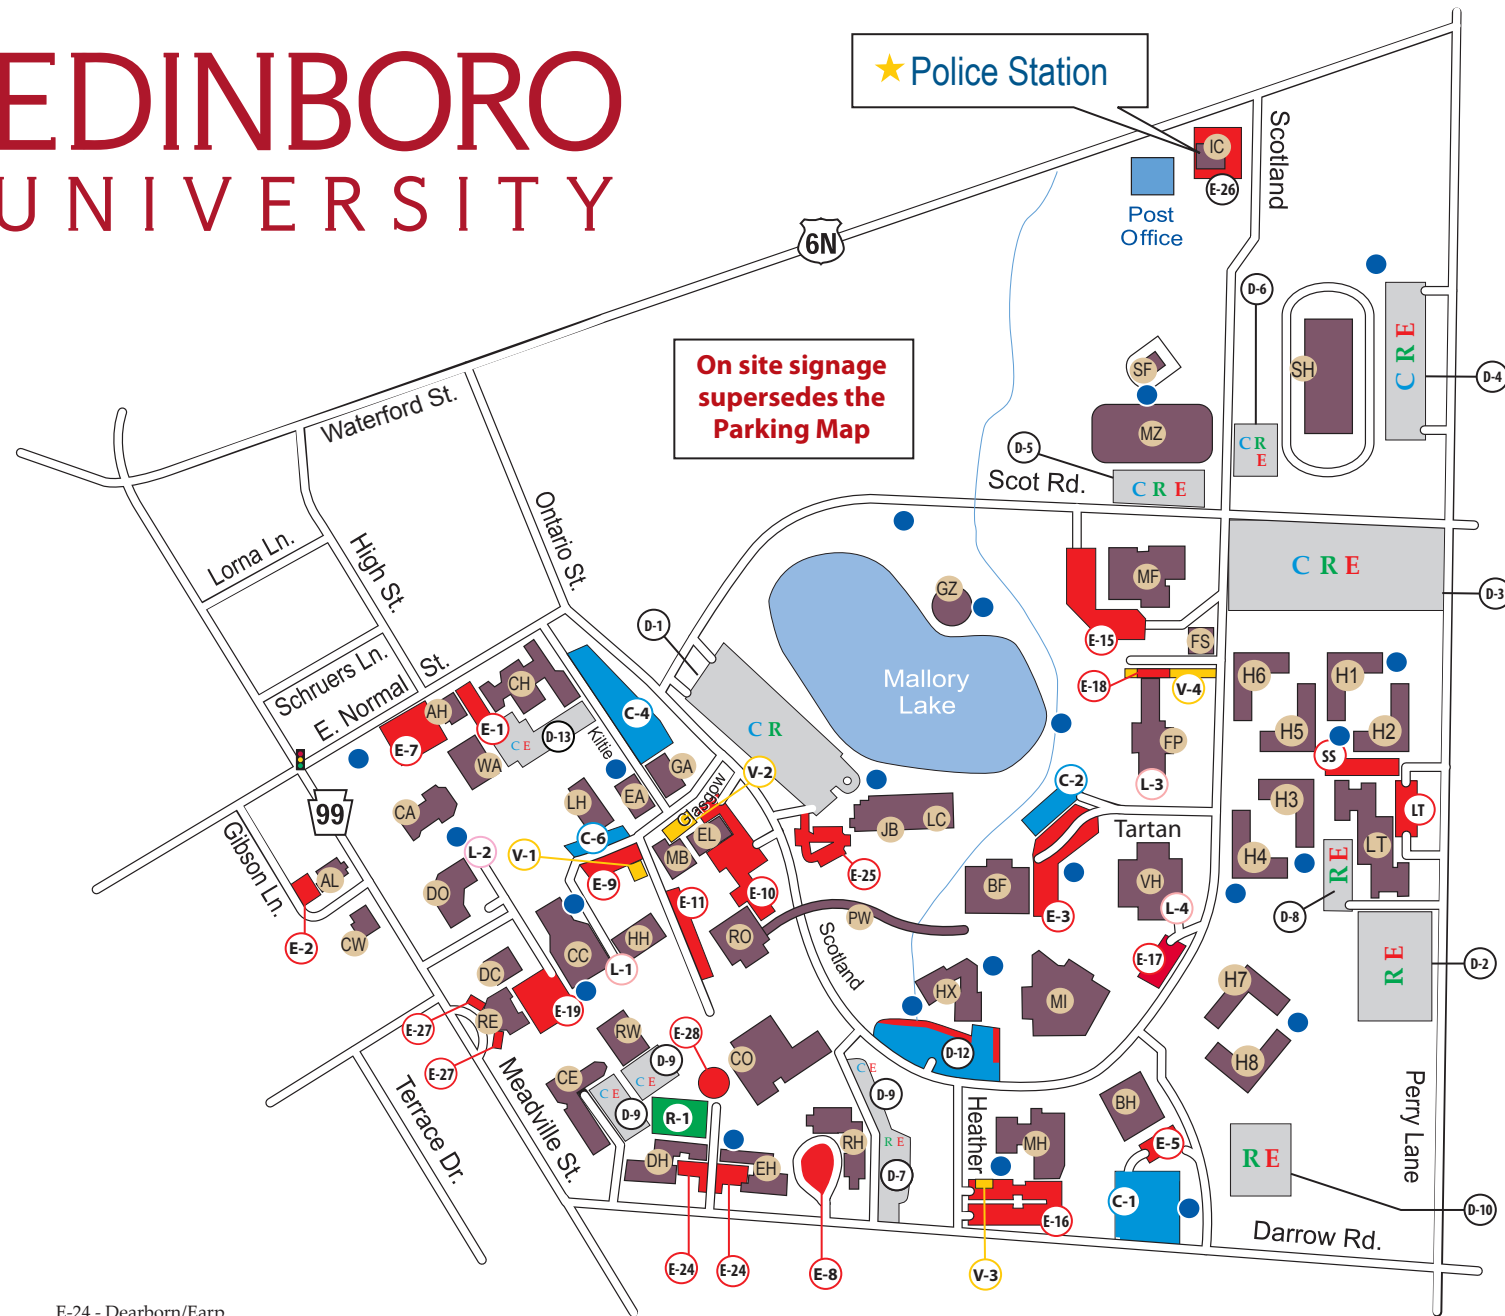 EDINBORO
UNIVERSITY
★ Police Station
IC
E-26
Scotland
Post
Office
6N
D-6
SH
C R E
D-4
On site signage
supersedes the
Parking Map
SF
MZ
C R
E
D-5
Scot Rd.
C R E
Waterford St.
Ontario St.
Lorna Ln.
High St.
C R E
D-3
MF
GZ
E-15
FS
D-1
Schruers Ln.
E. Normal St.
CH
AH
E-1
E-7
C E
D-13
Kiltie
C-4
C R
Mallory
Lake
E-18
V-4
H6
H1
H5
H2
SS
FP
L-3
WA
GA
V-2
C-2
EA
LH
Glasgow
CA
99
C-6
EL
MB
JB
LC
Tartan
H3
LT
LT
H4
R E
Gibson Ln.
L-2
V-1
E-9
E-25
AL
DO
E-11
E-10
BF
VH
E-3
L-4
D-8
E-2
CW
CC
HH
RO
PW
Scotland
L-1
E-17
R E
D-2
DC
HX
MI
H7
E-27
RE
E-19
RW
E-28
CO
D-12
H8
E-27
Meadville St.
CE
C E
D-9
C E
D-9
C E
D-9
Terrace Dr.
R-1
Heather
BH
Perry Lane
DH
EH
RH
R E
D-7
MH
E-5
R E
C-1
E-16
D-10
Darrow Rd.
E-24
E-24
E-8
V-3
E-24 - Dearborn/Earp